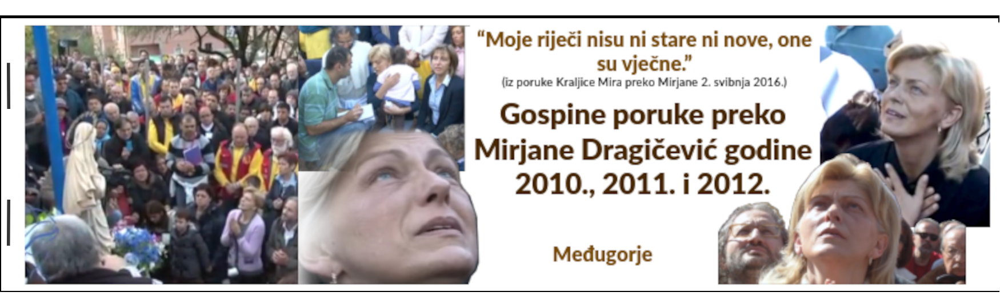 “Moje riječi nisu ni stare ni nove, one
su vječne.”
(iz poruke Kraljice Mira preko Mirjane 2. svibnja 2016.)
Gospine poruke preko
Mirjane Dragičević godine
2010., 2011. i 2012.
Međugorje